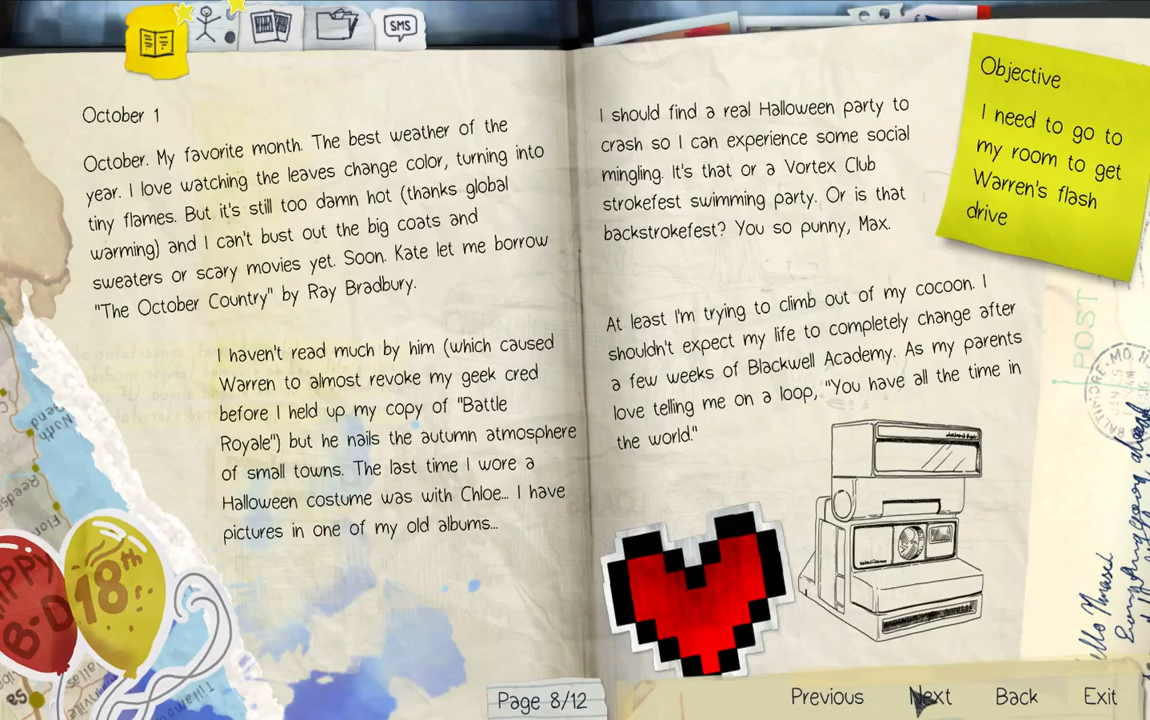 SMS
October 1
October. My favorite month. The best weather of the
year. I love watching the leaves change color, turning into
tiny flames. But it's still too damn hot (thanks global
warming) and I can't bust out the big coats and
sweaters or scary movies yet. Soon. Kate let me borrow
"The October Country" by Ray Bradbury.
I haven't read much by him (which caused
Warren to almost revoke my geek cred
before I held up my copy of "Battle
Royale") but he nails the autumn atmosphere
of small towns. The last time I wore a
Halloween costume was with Chloe... I have
pictures in one of my old albums...
I should find a real Halloween party to
crash so I can experience some social
mingling. It's that or a Vortex Club
strokefest swimming party. Or is that
backstrokefest? You so punny, Max.
At least I'm trying to climb out of my cocoon. I
shouldn't expect my life to completely change after
a few weeks of Blackwell Academy. As my parents
love telling me on a loop, "You have all the time in
the world."
Objective
I need to go to
my room to get
Warren's flash
drive
POST
North
Bend
18th
B-D
Page 8/12
Previous
Next
Back
Exit